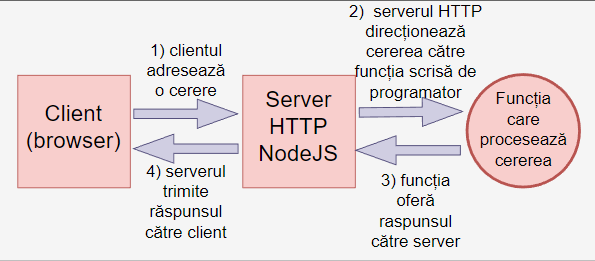 Client
(browser)
1) clientul
adresează
o cerere
Server
HTTP
NodeJS
2) serverul HTTP
direcționează
cererea către
funcția scrisă de
programator
Funcția
care
procesează
cererea
3) funcția
oferă
raspunsul
către server
4) serverul
trimite
răspunsul
către client